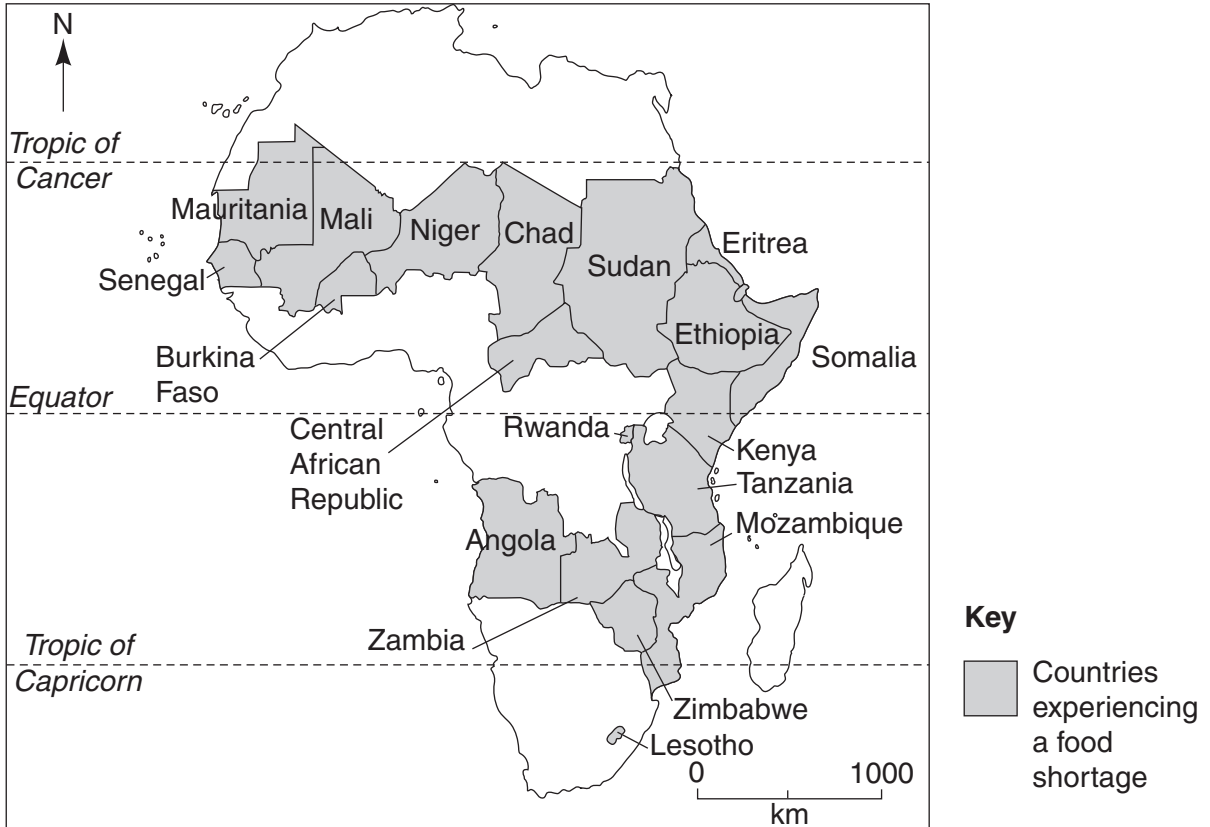 N
Tropic of
Cancer
Mauritania
Mali
Niger
Chad
Sudan
Eritrea
Senegal
Ethiopia
Burkina
Faso
Somalia
Equator
Central
African
Republic
Rwanda
Kenya
Tanzania
Mozambique
Angola
Zambia
Tropic of
Capricorn
Zimbabwe
Lesotho
0 1000
km
Key
Countries
experiencing
a food
shortage